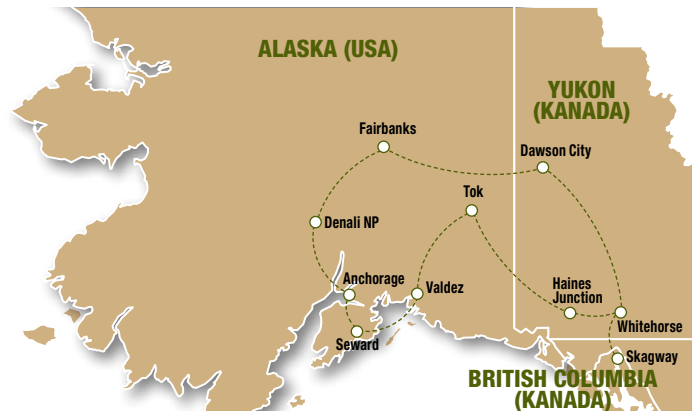 ALASKA (USA)
YUKON
(KANADA)
Fairbanks
Dawson City
Tok
Denali NP
Anchorage
Valdez
Haines
Junction
Whitehorse
Seward
Skagway
BRITISH COLUMBIA
(KANADA)